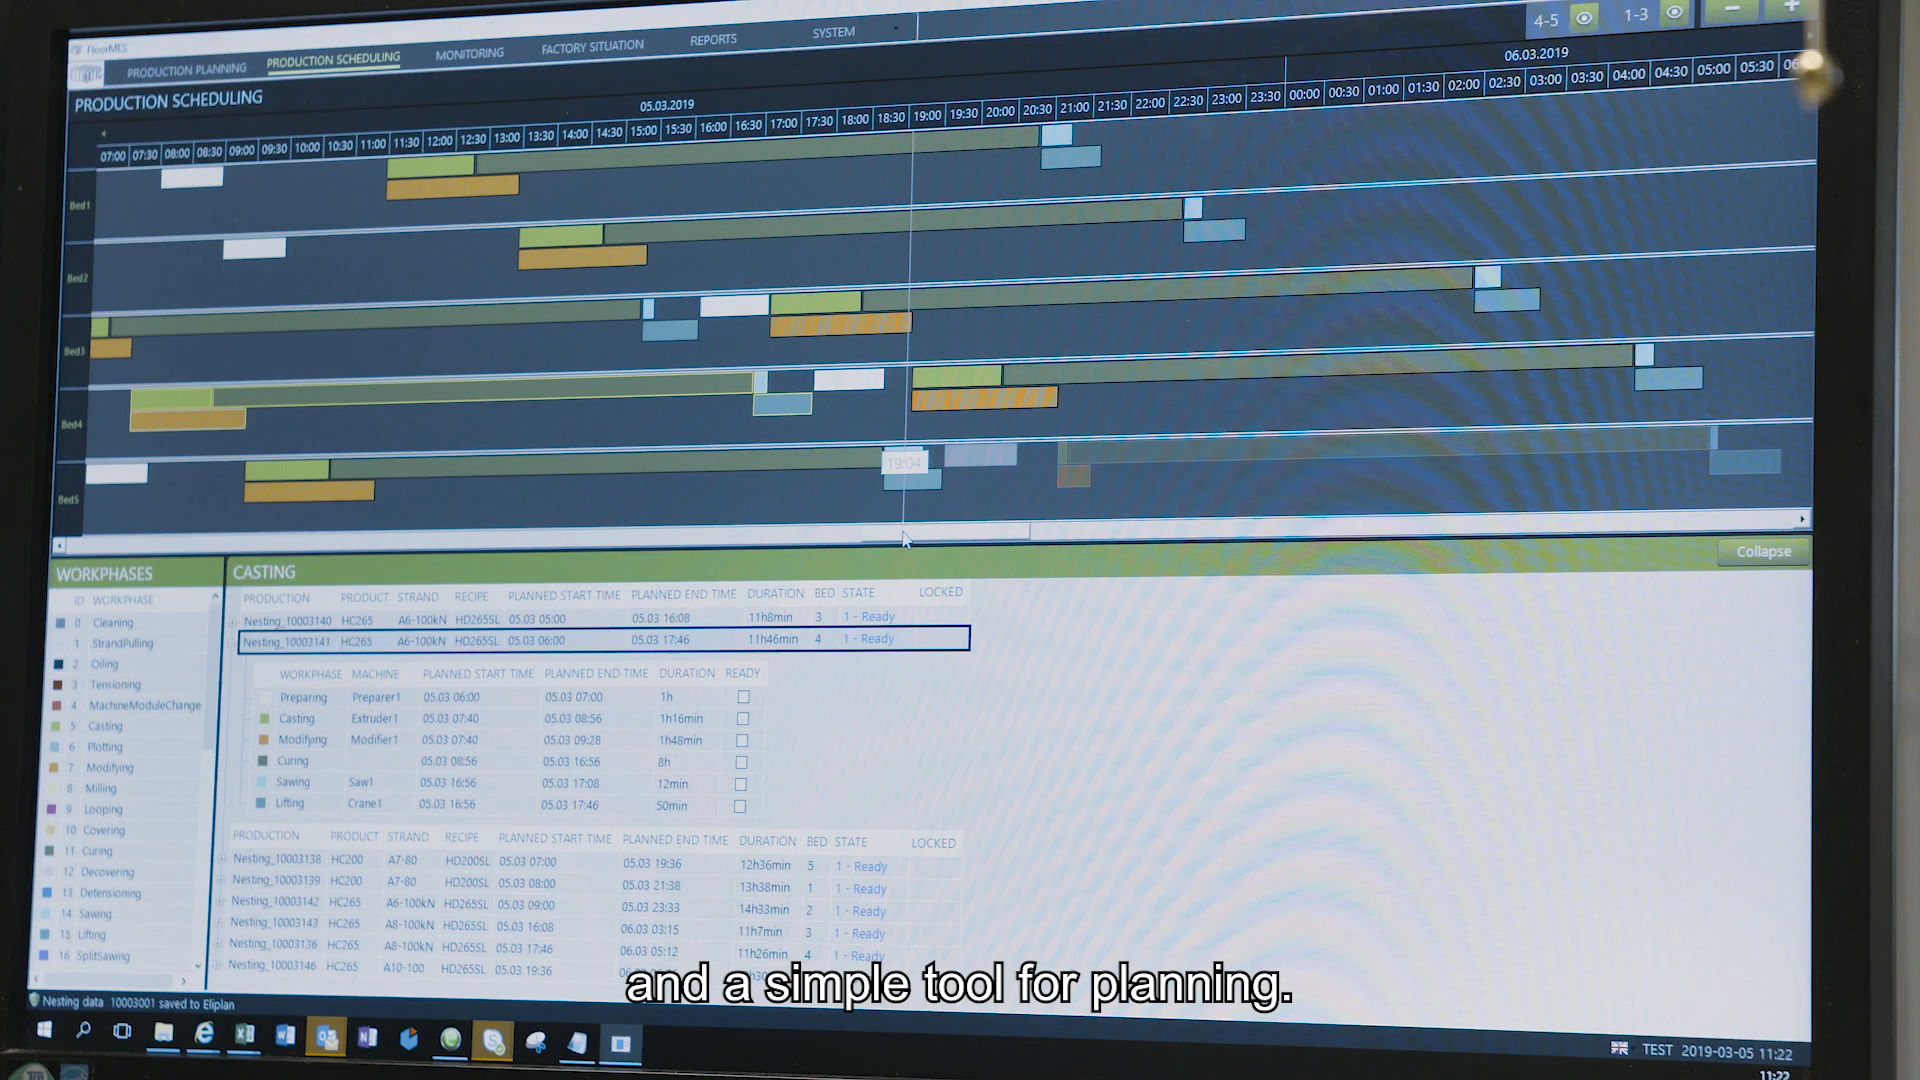 FloorMES
PRODUCTION PLANNING PRODUCTION SCHEDULING MONITORING FACTORY SITUATION REPORTS SYSTEM
4-5 1-3
PRODUCTION SCHEDULING
05.03.2019 06.03.2019
07:00 07:30 08:00 08:30 09:00 09:30 10:00 10:30 11:00 11:30 12:00 12:30 13:00 13:30 14:00 14:30 15:00 15:30 16:00 16:30 17:00 17:30 18:00 18:30 19:00 19:30 20:00 20:30 21:00 21:30 22:00 22:30 23:00 23:30 00:00 00:30 01:00 01:30 02:00 02:30 03:00 03:30 04:00 04:30 05:00 05:30
Bed1
Bed2
Bed3
Bed4
Bed5
19:04
Collapse
WORKPHASES
ID WORKPHASE
0 Cleaning
1 StrandPulling
2 Oiling
3 Tensioning
4 MachineModuleChange
5 Casting
6 Plotting
7 Modifying
8 Milling
9 Looping
10 Covering
11 Curing
12 Decovering
13 Detensioning
14 Sawing
15 Lifting
16 SplitSawing
CASTING
PRODUCTION PRODUCT STRAND RECIPE PLANNED START TIME PLANNED END TIME DURATION BED STATE LOCKED
Nesting_10003140 HC265 A6-100kN HD265SL 05.03 05:00 05.03 16:08 11h8min 3 1 - Ready
Nesting_10003141 HC265 A6-100kN HD265SL 05.03 06:00 05.03 17:46 11h46min 4 1 - Ready
WORKPHASE MACHINE PLANNED START TIME PLANNED END TIME DURATION READY
Preparing Preparer1 05.03 06:00 05.03 07:00 1h
Casting Extruder1 05.03 07:40 05.03 08:56 1h16min
Modifying Modifier1 05.03 07:40 05.03 09:28 1h48min
Curing 05.03 08:56 05.03 16:56 8h
Sawing Saw1 05.03 16:56 05.03 17:08 12min
Lifting Crane1 05.03 16:56 05.03 17:46 50min
PRODUCTION PRODUCT STRAND RECIPE PLANNED START TIME PLANNED END TIME DURATION BED STATE LOCKED
Nesting_10003138 HC200 A7-80 HD200SL 05.03 07:00 05.03 19:36 12h36min 5 1 - Ready
Nesting_10003139 HC200 A7-80 HD200SL 05.03 08:00 05.03 21:38 13h38min 1 1 - Ready
Nesting_10003142 HC265 A6-100kN HD265SL 05.03 09:00 05.03 23:33 14h33min 2 1 - Ready
Nesting_10003143 HC265 A8-100kN HD265SL 05.03 16:08 06.03 03:15 11h7min 3 1 - Ready
Nesting_10003136 HC265 A8-100kN HD265SL 05.03 17:46 06.03 05:12 11h26min 4 1 - Ready
Nesting_10003146 HC265 A10-100 HD265SL 05.03 19:36
and a simple tool for planning.
Nesting data 10003001 saved to Eliplan
TEST 2019-03-05 11:22
11:22